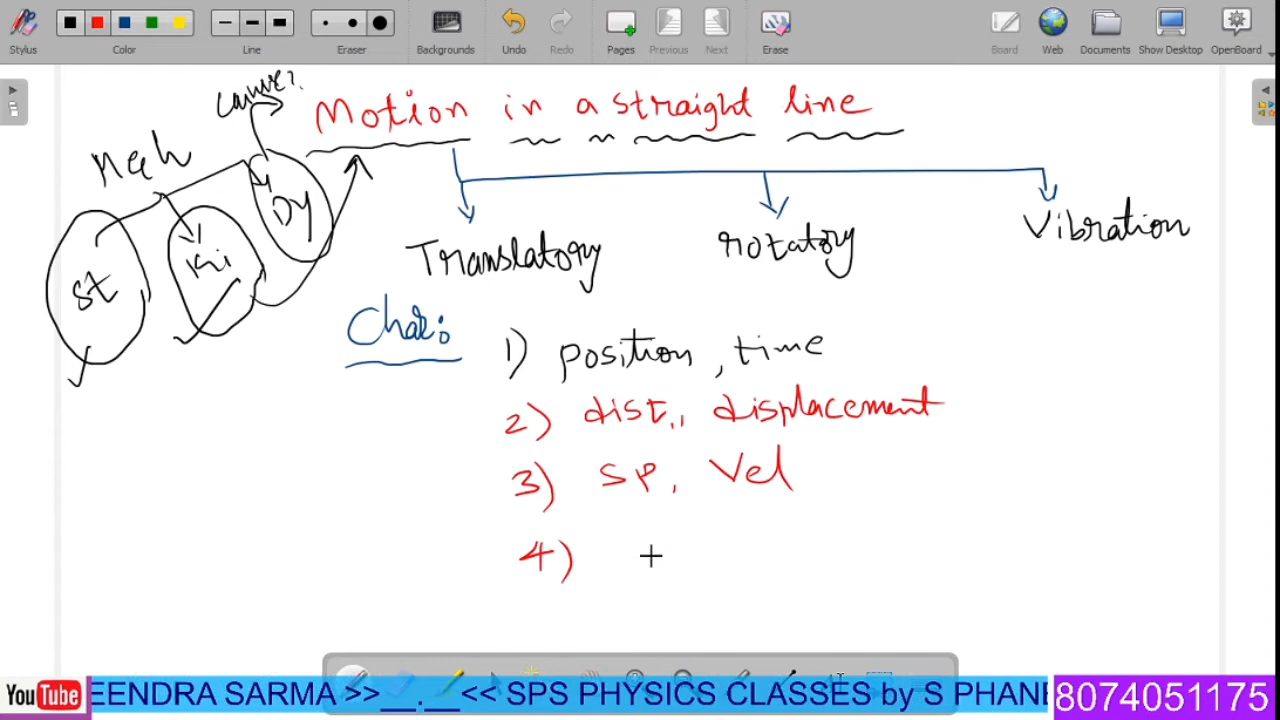 Stylus
Color
Line
Eraser
Backgrounds
Undo
Redo
Pages
Previous
Next
Erase
Board
Web
Documents
Show Desktop
OpenBoard
Motion in a straight line
Mech
St
Ki
Dy
Translatory
rotatory
Vibration
Char:
1) position, time
2) dist., displacement
3) SP, Vel
4)
YouTube
EENDRA SARMA >> __.__ << SPS PHYSICS CLASSES by S PHANE
8074051175